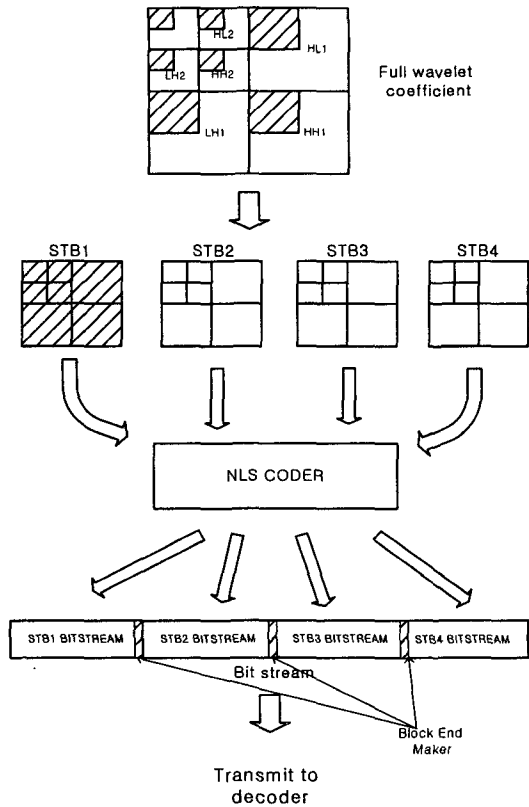 HL2
HL1
LH2
HH2
LH1
HH1
Full wavelet
coefficient
STB1
STB2
STB3
STB4
NLS CODER
STB1 BITSTREAM
STB2 BITSTREAM
STB3 BITSTREAM
STB4 BITSTREAM
Bit stream
Block End
Maker
Transmit to
decoder